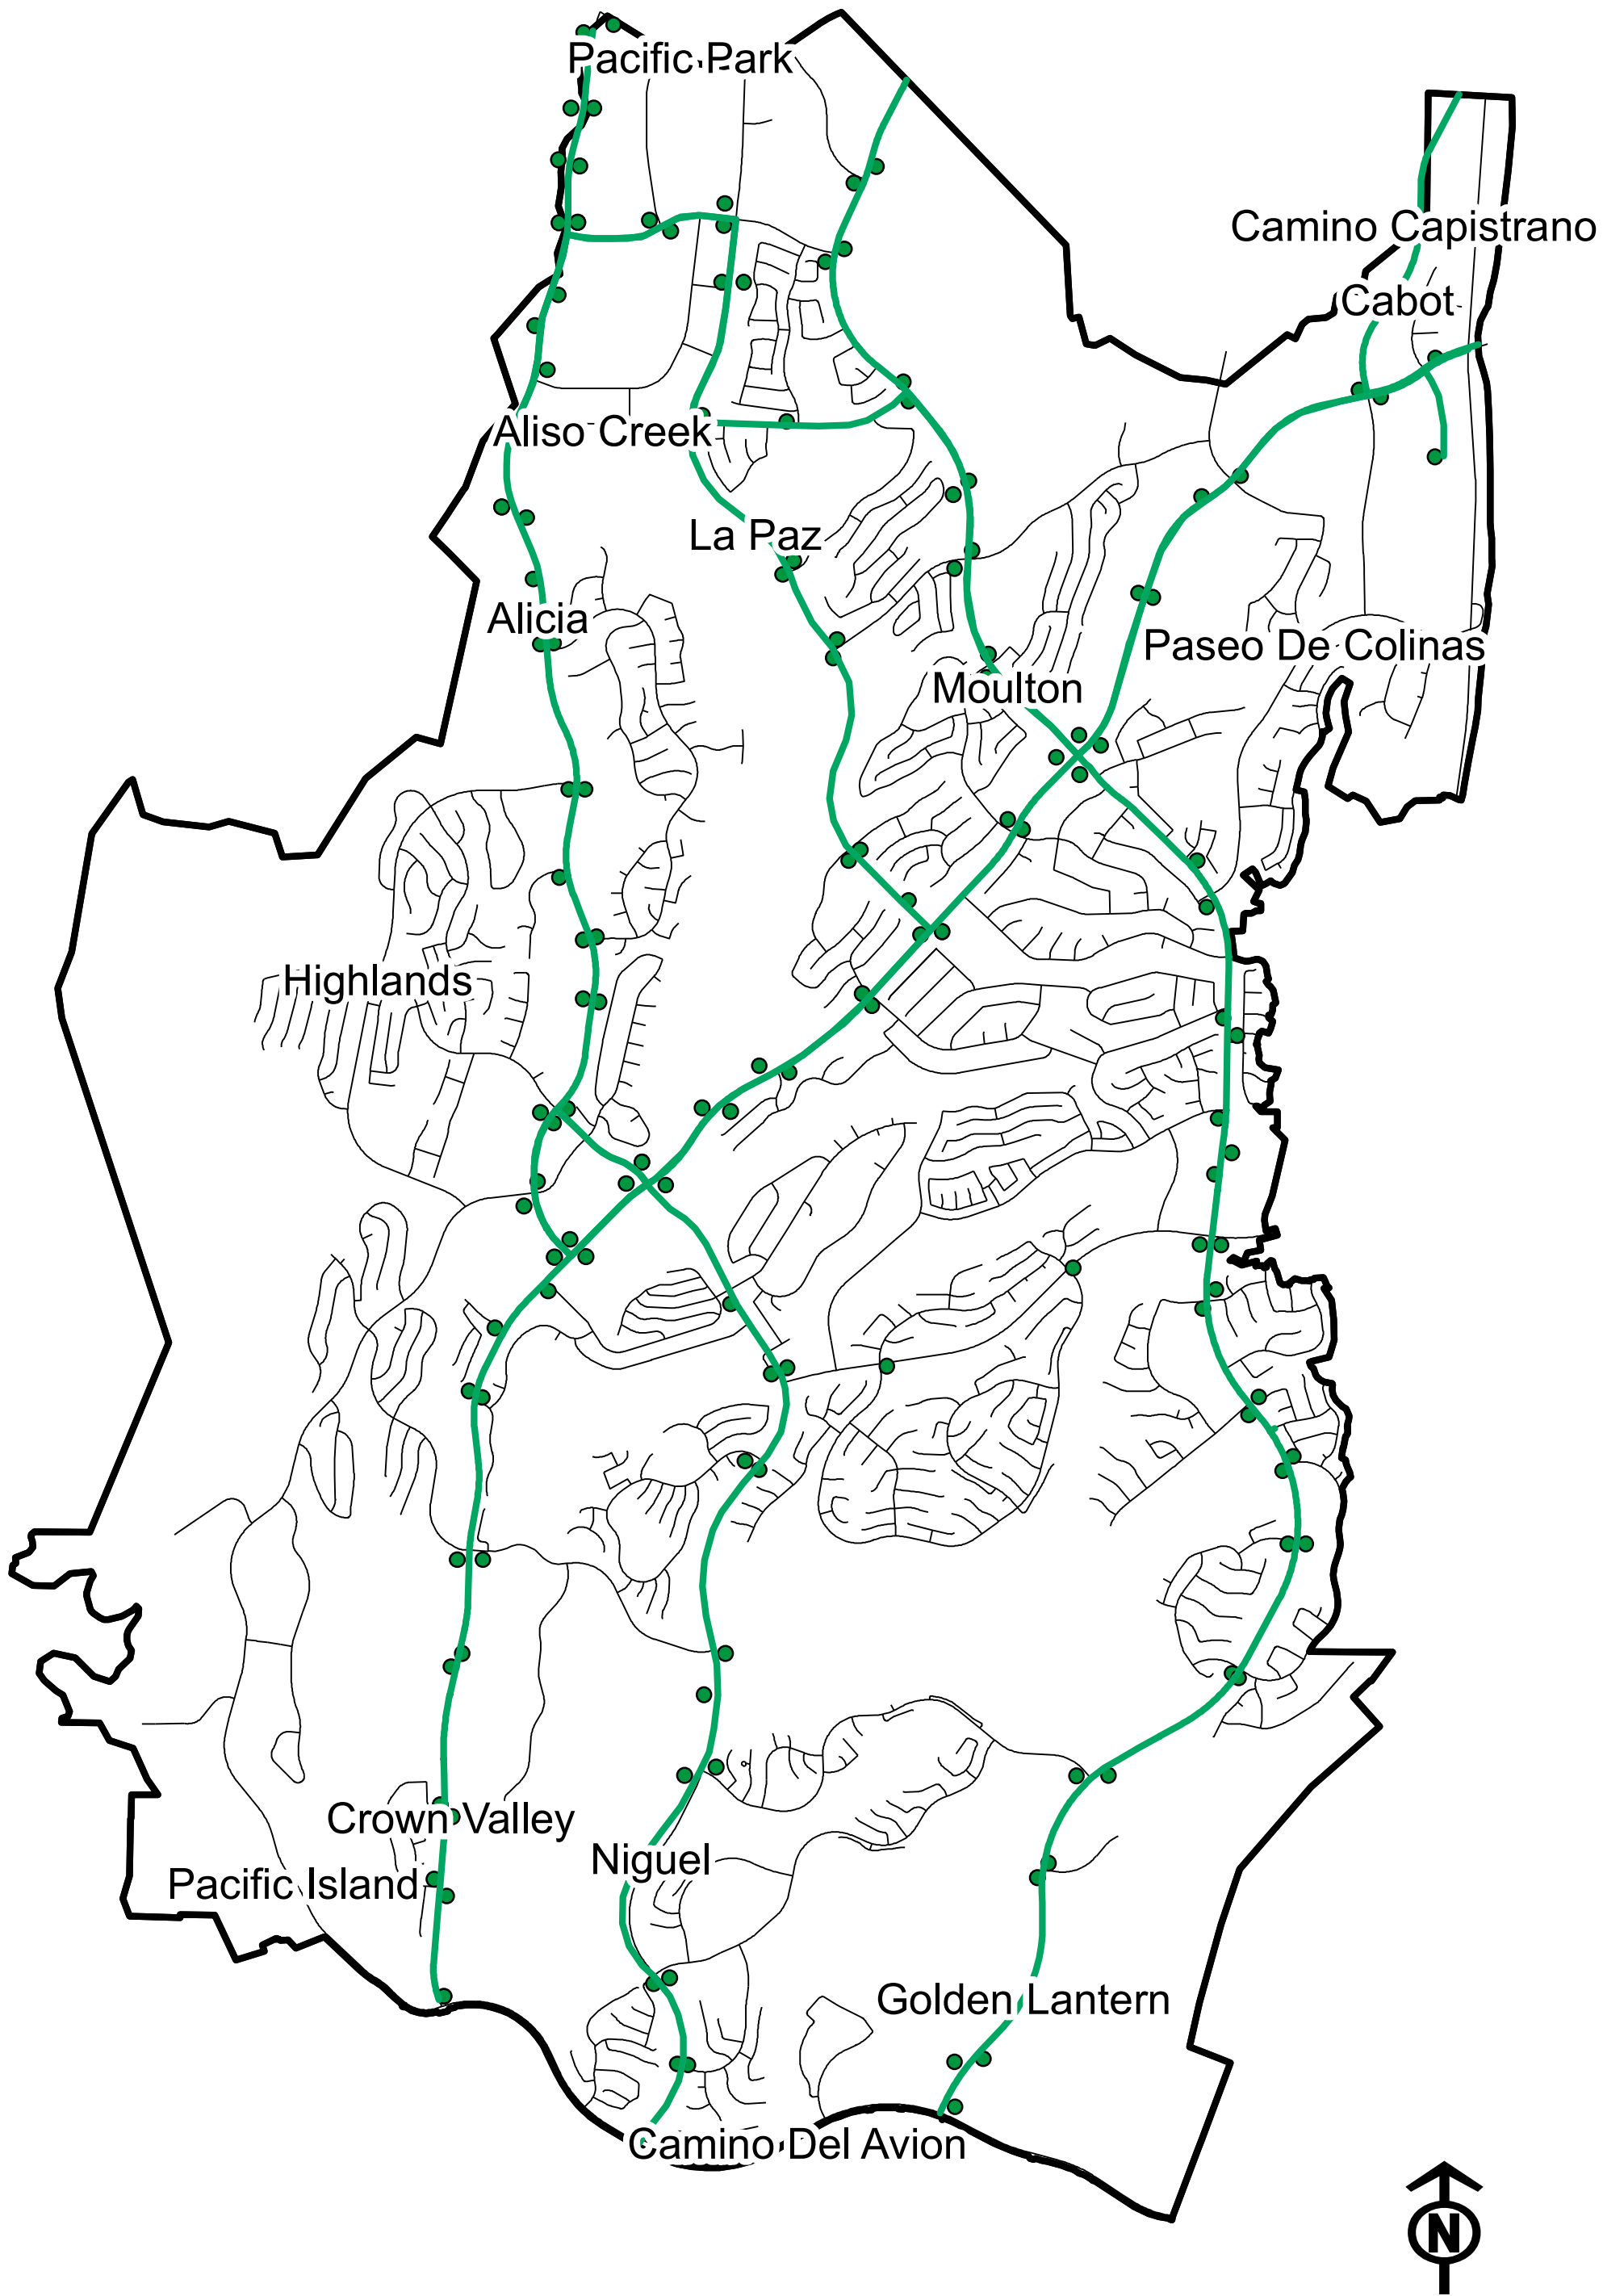 Pacific Park
Camino Capistrano
Cabot
Aliso Creek
La Paz
Alicia
Paseo De Colinas
Moulton
Highlands
Crown Valley
Niguel
Pacific Island
Golden Lantern
Camino Del Avion
N